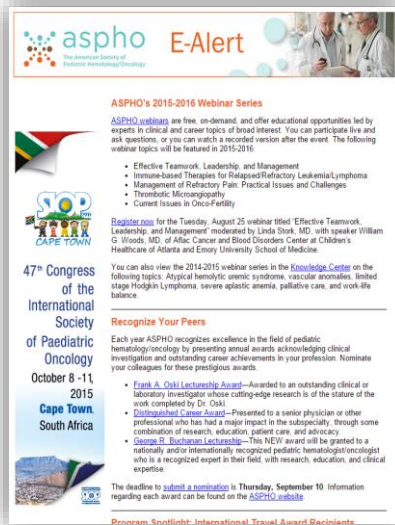 aspho
The American Society of
Pediatric Hematology/Oncology
E-Alert
SIOP
2015
CAPE TOWN
47th Congress
of the
International
Society
of Paediatric
Oncology
October 8 -11,
2015
Cape Town,
South Africa
ASPHO's 2015-2016 Webinar Series
ASPHO webinars are free, on-demand, and offer educational opportunities led by
experts in clinical and career topics of broad interest. You can participate live and
ask questions, or you can watch a recorded version after the event. The following
webinar topics will be featured in 2015-2016:
• Effective Teamwork, Leadership, and Management
• Immune-based Therapies for Relapsed/Refractory Leukemia/Lymphoma
• Management of Refractory Pain: Practical Issues and Challenges
• Thrombotic Microangiopathy
• Current Issues in Onco-Fertility
Register now for the Tuesday, August 25 webinar titled "Effective Teamwork,
Leadership, and Management" moderated by Linda Stork, MD, with speaker William
G. Woods, MD, of Aflac Cancer and Blood Disorders Center at Children's
Healthcare of Atlanta and Emory University School of Medicine.
You can also view the 2014-2015 webinar series in the Knowledge Center on the
following topics: Atypical hemolytic uremic syndrome, vascular anomalies, limited
stage Hodgkin Lymphoma, severe aplastic anemia, palliative care, and work-life
balance.
Recognize Your Peers
Each year ASPHO recognizes excellence in the field of pediatric
hematology/oncology by presenting annual awards acknowledging clinical
investigation and outstanding career achievements in your profession. Nominate
your colleagues for these prestigious awards.
• Frank A. Oski Lectureship Award—Awarded to an outstanding clinical or
laboratory investigator whose cutting-edge research is of the stature of the
work completed by Dr. Oski.
• Distinguished Career Award—Presented to a senior physician or other
professional who has had a major impact in the subspecialty, through some
combination of research, education, patient care, and advocacy.
• George R. Buchanan Lectureship—This NEW award will be granted to a
nationally and/or internationally recognized pediatric hematologist/oncologist
who is a recognized expert in their field, with research, education, and clinical
expertise.
The deadline to submit a nomination is Thursday, September 10. Information
regarding each award can be found on the ASPHO website.
Program Spotlight: International Travel Award Recipients